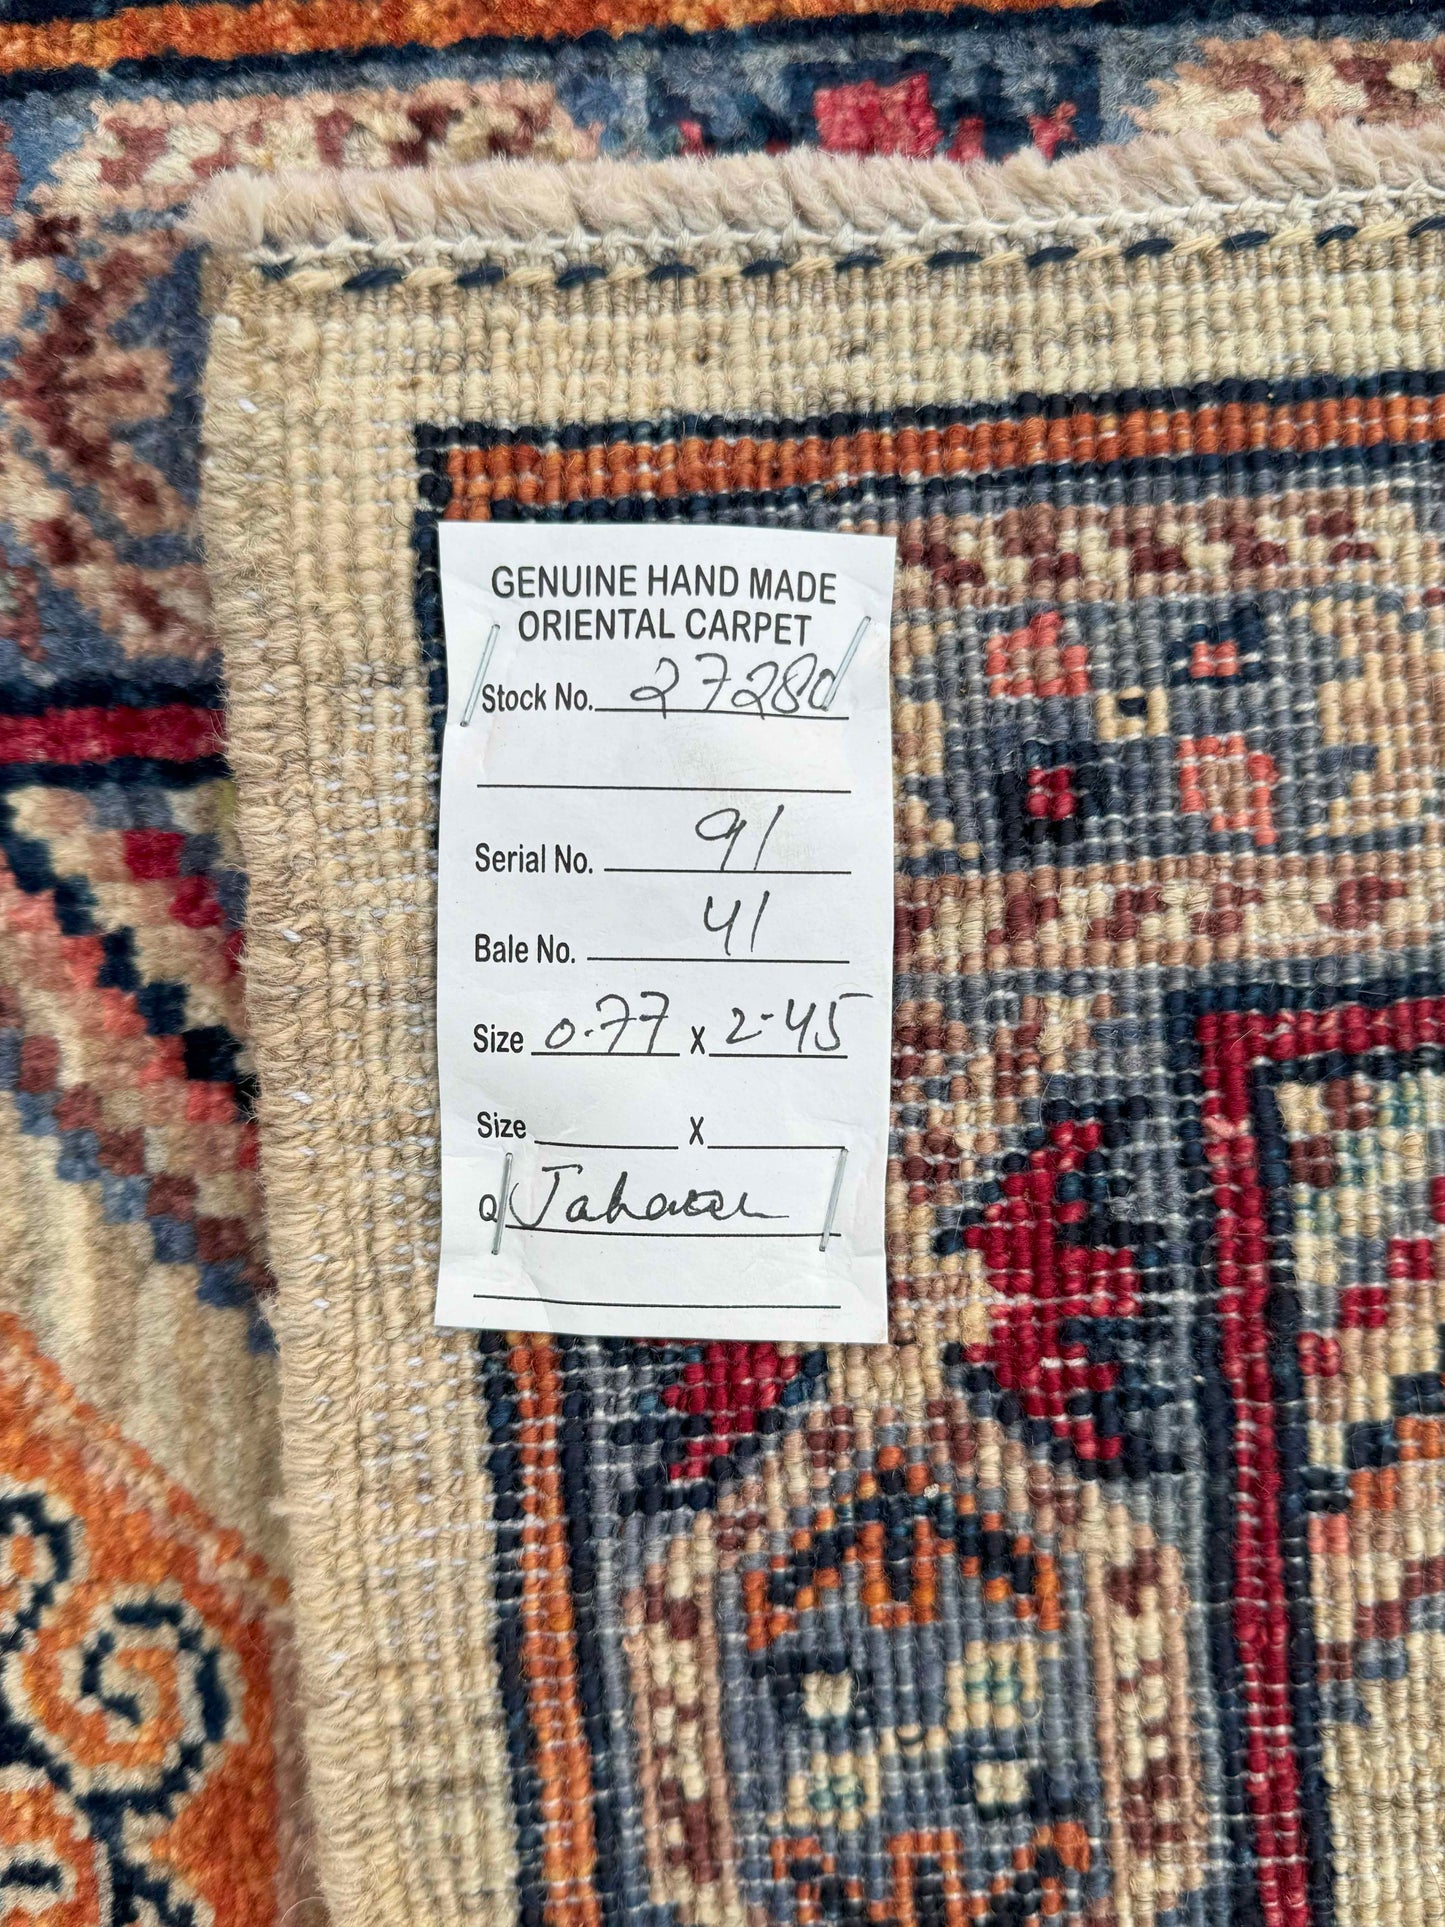 GENUINE HAND MADE
ORIENTAL CARPET
Stock No. 27280
Serial No. 91
Bale No. 41
Size 0.77 X 2.45
Size X
Q